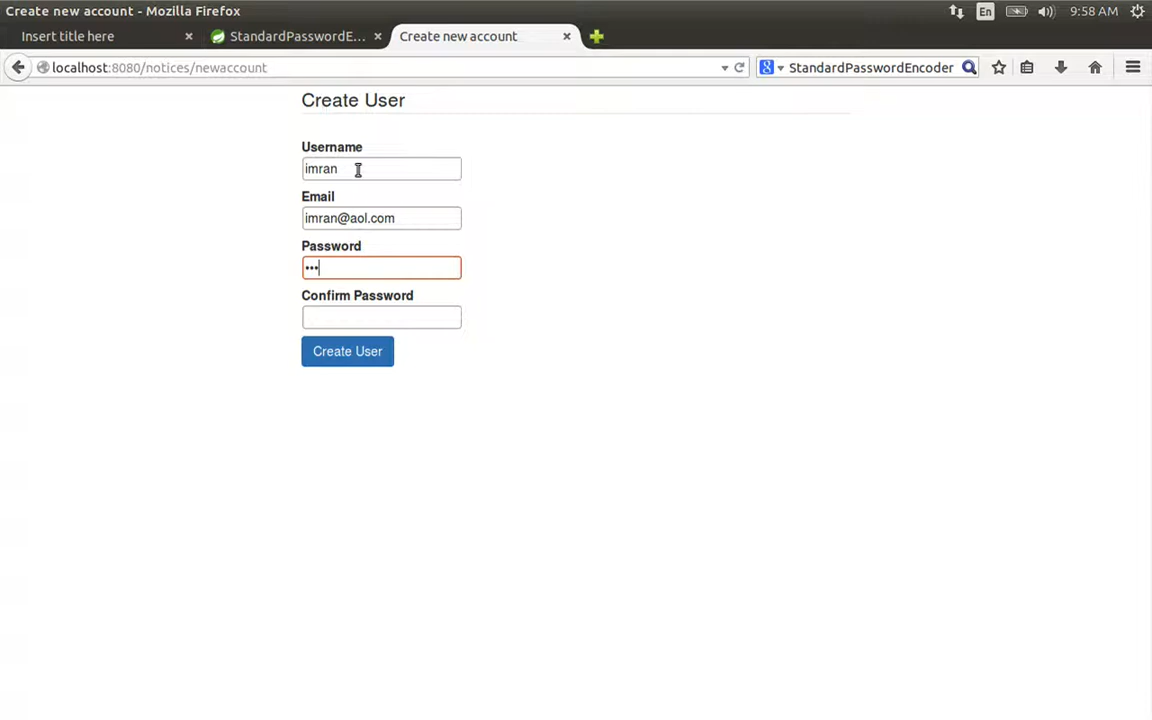 Create new account - Mozilla Firefox
En
9:58 AM
Insert title here
StandardPasswordE...
Create new account
localhost:8080/notices/newaccount
StandardPasswordEncoder
Create User
Username
imran
Email
imran@aol.com
Password
•••
Confirm Password
Create User